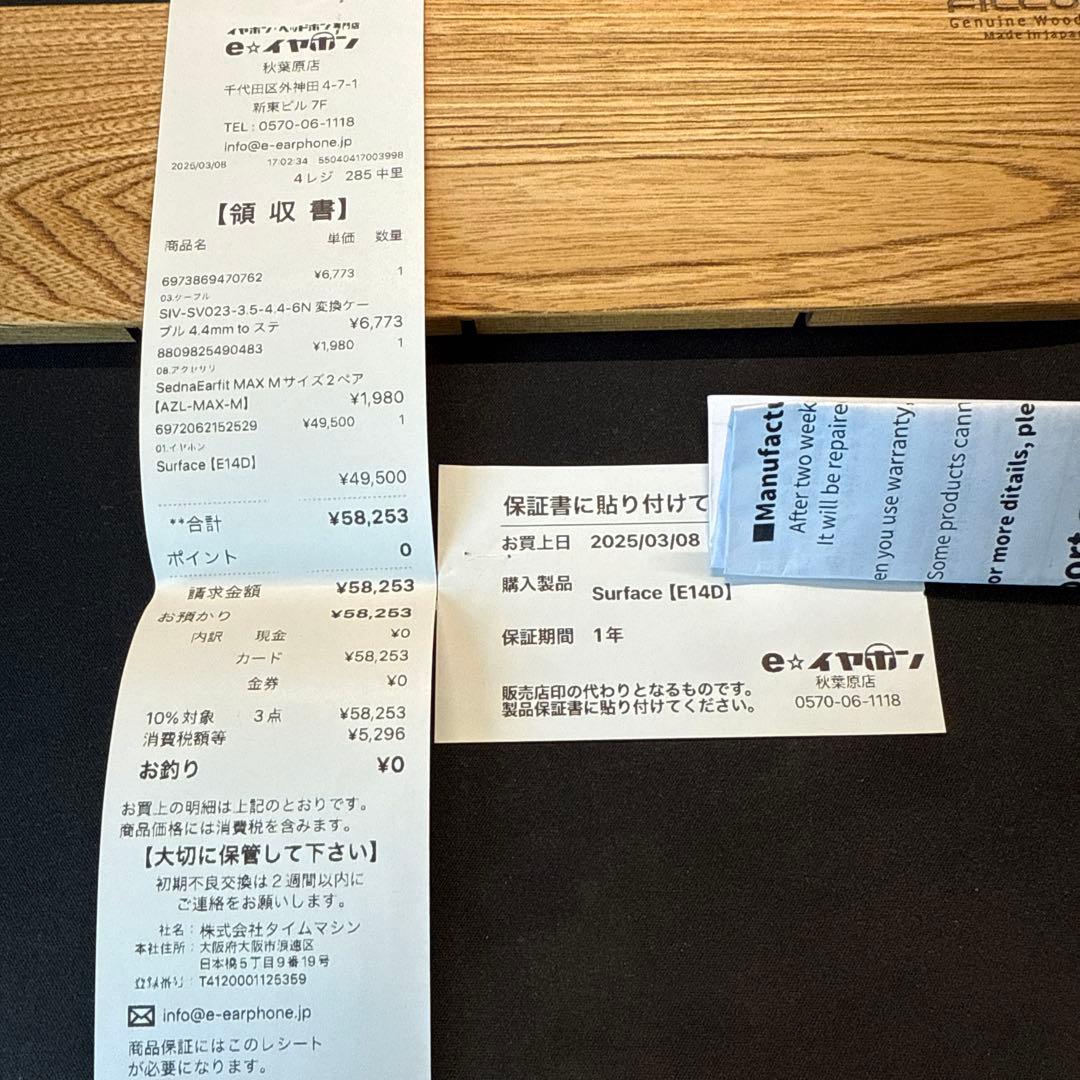 イヤホン・ヘッドホン専門店
e☆イヤホン
秋葉原店
千代田区外神田4-7-1
新東ビル 7F
TEL : 0570-06-1118
info@e-earphone.jp
2025/03/08 17:02:34 55040417003998
4レジ 285 中里
【領 収 書】
商品名 単価 数量
6973869470762 ¥6,773 1
03.ケーブル
SIV-SV023-3.5-4.4-6N 変換ケー
ブル 4.4mm to ステ ¥6,773
8809825490483 ¥1,980 1
08.アクセサリ
SednaEarfit MAX Mサイズ2ペア
【AZL-MAX-M】 ¥1,980
6972062152529 ¥49,500 1
01.イヤホン
Surface【E14D】
¥49,500
**合計 ¥58,253
ポイント 0
請求金額 ¥58,253
お預かり ¥58,253
内訳 現金 ¥0
カード ¥58,253
金券 ¥0
10%対象 3点 ¥58,253
消費税額等 ¥5,296
お釣り ¥0
お買上の明細は上記のとおりです。
商品価格には消費税を含みます。
【大切に保管して下さい】
初期不良交換は2週間以内に
ご連絡をお願いします。
社名 : 株式会社タイムマシン
本社住所 : 大阪府大阪市浪速区
日本橋5丁目9番19号
T4120001125359
info@e-earphone.jp
商品保証にはこのレシート
が必要になります。
保証書に貼り付けて
お買上日 2025/03/08
購入製品 Surface【E14D】
保証期間 1年
e☆イヤホン
秋葉原店
0570-06-1118
販売店印の代わりとなるものです。
製品保証書に貼り付けてください。
■Manufactu
After two week
It will be repaire
en you use warranty,
Some products cann
or more ditails, ple
port
Genuine Wood
Made in Japan